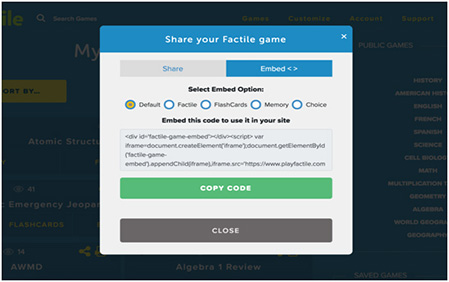 tile
Search Games
Games
Customize
Account
Support
My
ORT BY...
Share your Factile game
×
Share
Embed < >
Select Embed Option:
Default
Factile
FlashCards
Memory
Choice
Embed this code to use it in your site
<div id='factile-game-embed'></div><script> var
iframe=document.createElement('iframe');document.getElementById
('factile-game-
embed').appendChild(iframe),iframe.src='https://www.playfactile.com
COPY CODE
CLOSE
PUBLIC GAMES
HISTORY
AMERICAN HIST
ENGLISH
FRENCH
SPANISH
SCIENCE
CELL BIOLOG
MATH
MULTIPLICATION T
GEOMETRY
ALGEBRA
WORLD GEOGRA
GEOGRAPHY
SAVED GAMES
Atomic Structur
41
: Emergency Jeopar
FLASHCARDS
14
AWMD
Algebra 1 Review